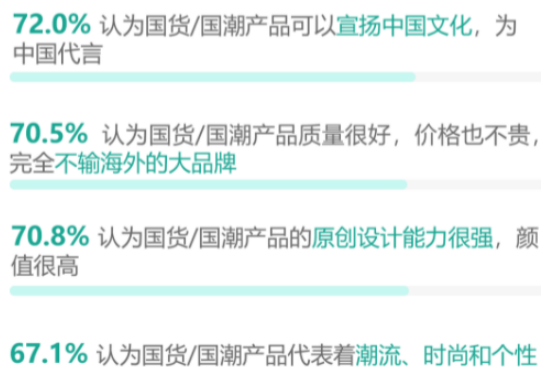 72.0% 认为国货/国潮产品可以宣扬中国文化，为
中国代言
70.5% 认为国货/国潮产品质量很好，价格也不贵，
完全不输海外的大品牌
70.8% 认为国货/国潮产品的原创设计能力很强，颜
值很高
67.1% 认为国货/国潮产品代表着潮流、时尚和个性